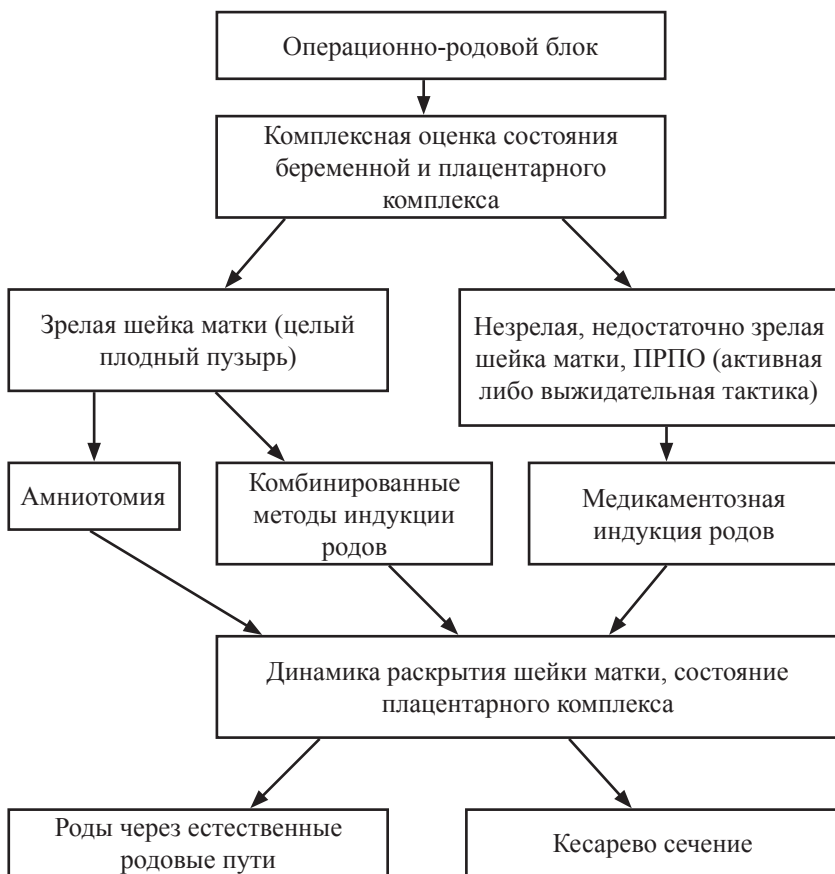 Операционно-родовой блок
Комплексная оценка состояния
беременной и плацентарного
комплекса
Зрелая шейка матки (целый
плодный пузырь)
Незрелая, недостаточно зрелая
шейка матки, ПРПО (активная
либо выжидательная тактика)
Амниотомия
Комбинированные
методы индукции
родов
Медикаментозная
индукция родов
Динамика раскрытия шейки матки, состояние
плацентарного комплекса
Роды через естественные
родовые пути
Кесарево сечение